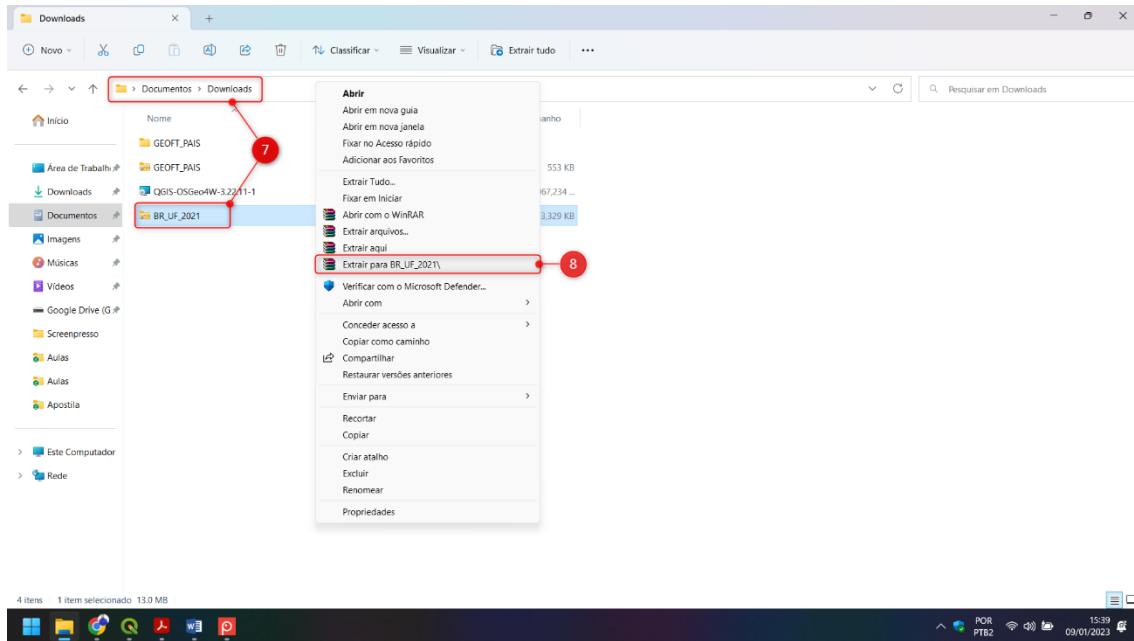 Downloads
Novo
Classificar
Visualizar
Extrair tudo
Documentos > Downloads
Pesquisar em Downloads
Início
Área de Trabalh
Downloads
Documentos
Imagens
Músicas
Vídeos
Google Drive (G
Screenpresso
Aulas
Aulas
Apostila
Este Computador
Rede
Nome
anho
GEOFT_PAIS
GEOFT_PAIS
553 KB
QGIS-OSGeo4W-3.22.11-1
67,234 ...
BR_UF_2021
3,329 KB
7
Abrir
Abrir em nova guia
Abrir em nova janela
Fixar no Acesso rápido
Adicionar aos Favoritos
Extrair Tudo...
Fixar em Iniciar
Abrir com o WinRAR
Extrair arquivos...
Extrair aqui
Extrair para BR_UF_2021\
8
Verificar com o Microsoft Defender...
Abrir com
Conceder acesso a
Copiar como caminho
Compartilhar
Restaurar versões anteriores
Enviar para
Recortar
Copiar
Criar atalho
Excluir
Renomear
Propriedades
4 itens 1 item selecionado 13.0 MB
POR
PTB2
15:39
09/01/2023